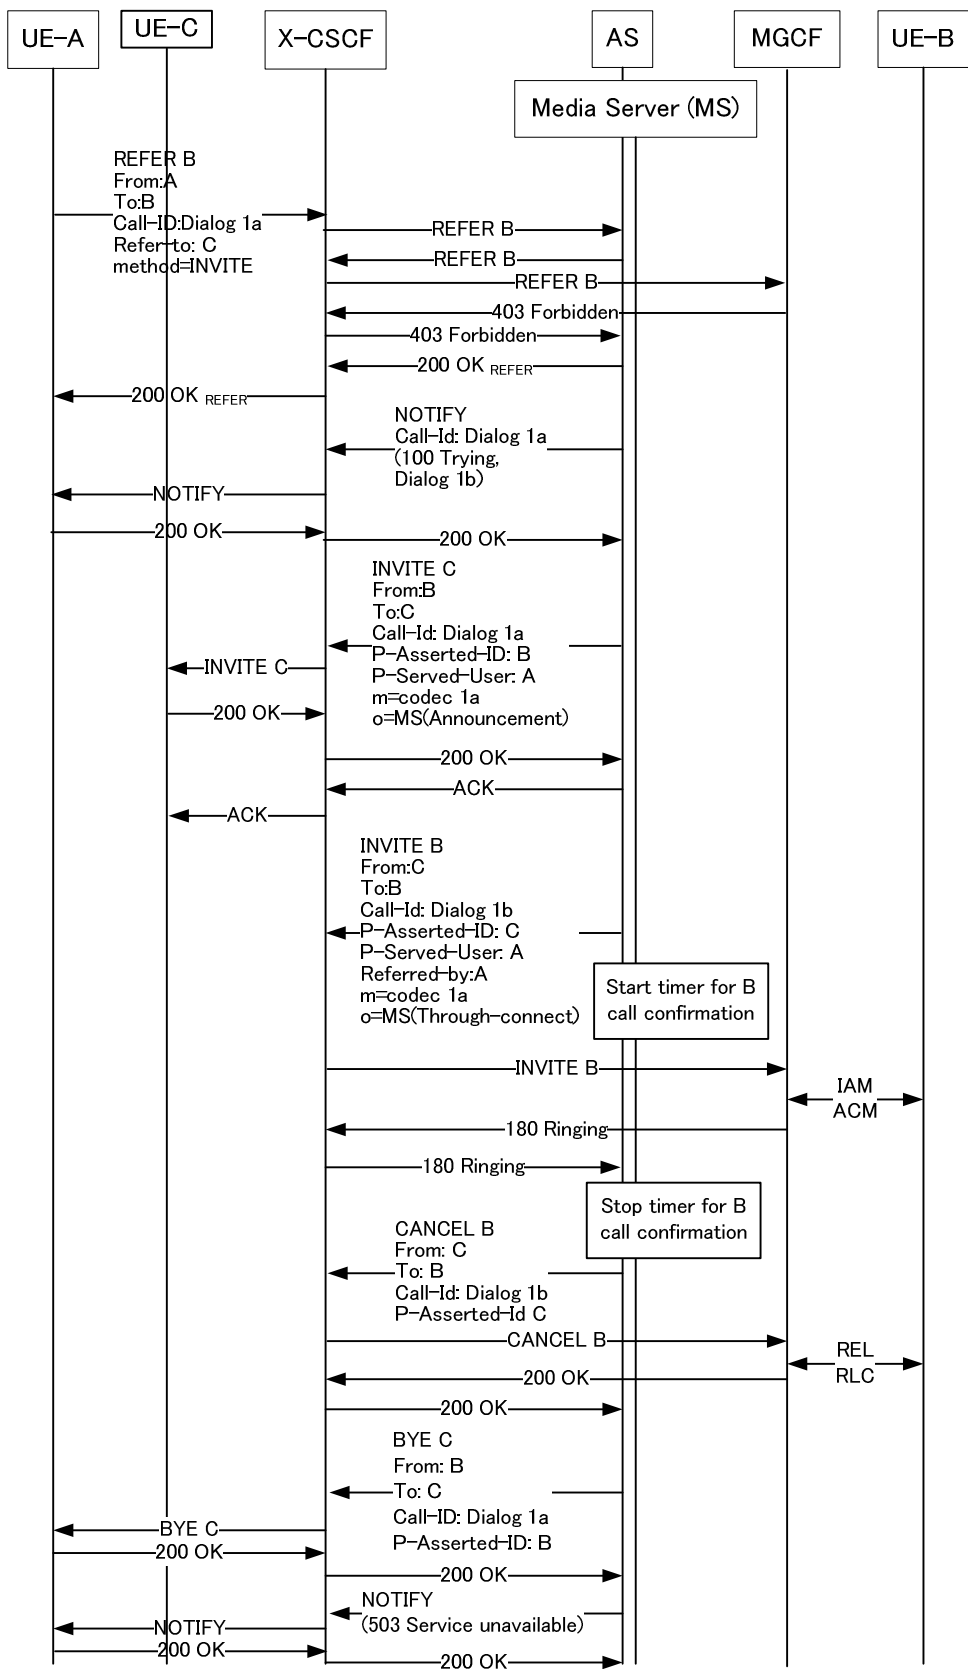 UE-A
UE-C
X-CSCF
AS
MGCF
UE-B
Media Server (MS)
REFER B
From:A
To:B
Call-ID:Dialog 1a
Refer-to: C
method=INVITE
REFER B
REFER B
REFER B
403 Forbidden
403 Forbidden
200 OK REFER
200 OK REFER
NOTIFY
Call-Id: Dialog 1a
(100 Trying,
Dialog 1b)
NOTIFY
200 OK
200 OK
INVITE C
From:B
To:C
Call-Id: Dialog 1a
P-Asserted-ID: B
P-Served-User: A
m=codec 1a
o=MS(Announcement)
INVITE C
200 OK
200 OK
ACK
ACK
INVITE B
From:C
To:B
Call-Id: Dialog 1b
P-Asserted-ID: C
P-Served-User: A
Referred-by:A
m=codec 1a
o=MS(Through-connect)
Start timer for B
call confirmation
INVITE B
IAM
ACM
180 Ringing
180 Ringing
Stop timer for B
call confirmation
CANCEL B
From: C
To: B
Call-Id: Dialog 1b
P-Asserted-Id C
CANCEL B
REL
RLC
200 OK
200 OK
BYE C
From: B
To: C
Call-ID: Dialog 1a
P-Asserted-ID: B
BYE C
200 OK
200 OK
NOTIFY
(503 Service unavailable)
NOTIFY
200 OK
200 OK